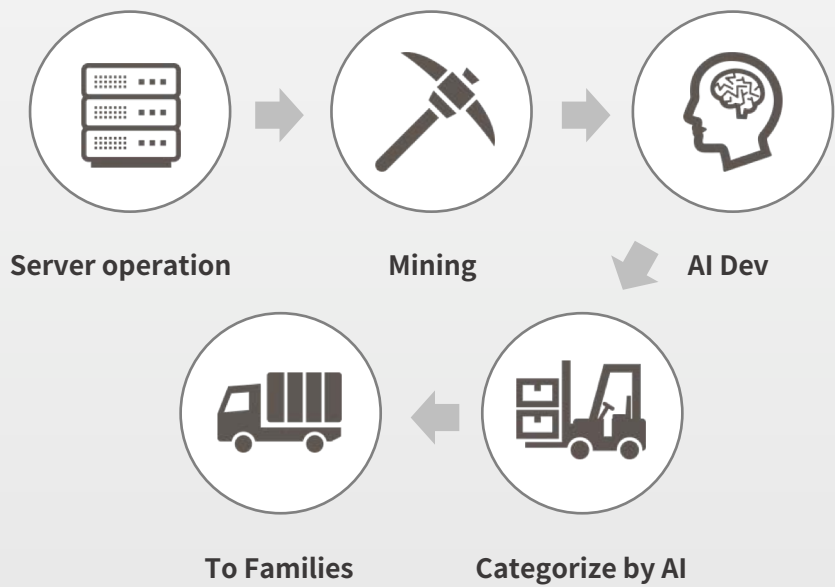 Server operation
Mining
AI Dev
To Families
Categorize by AI